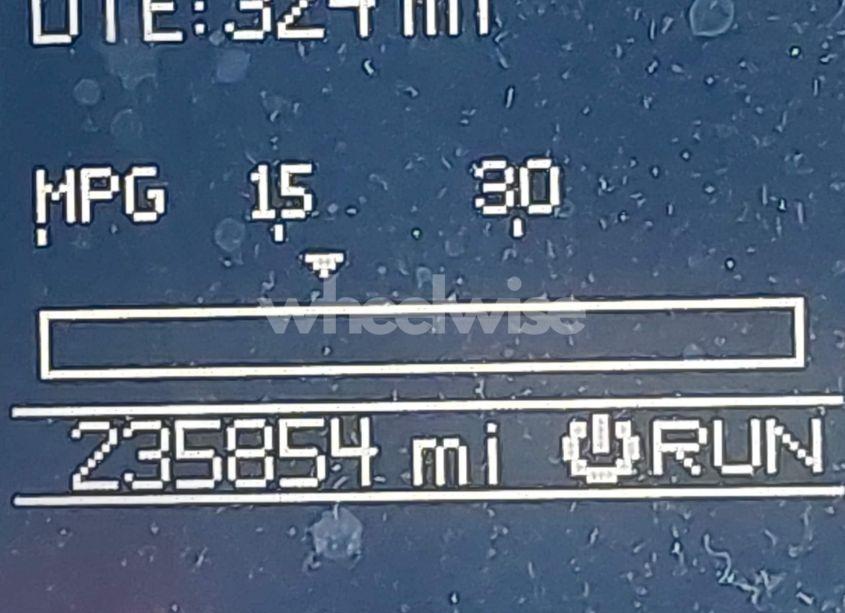 DTE: 324 mi
MPG 15 30
wheelwise
235854 mi RUN